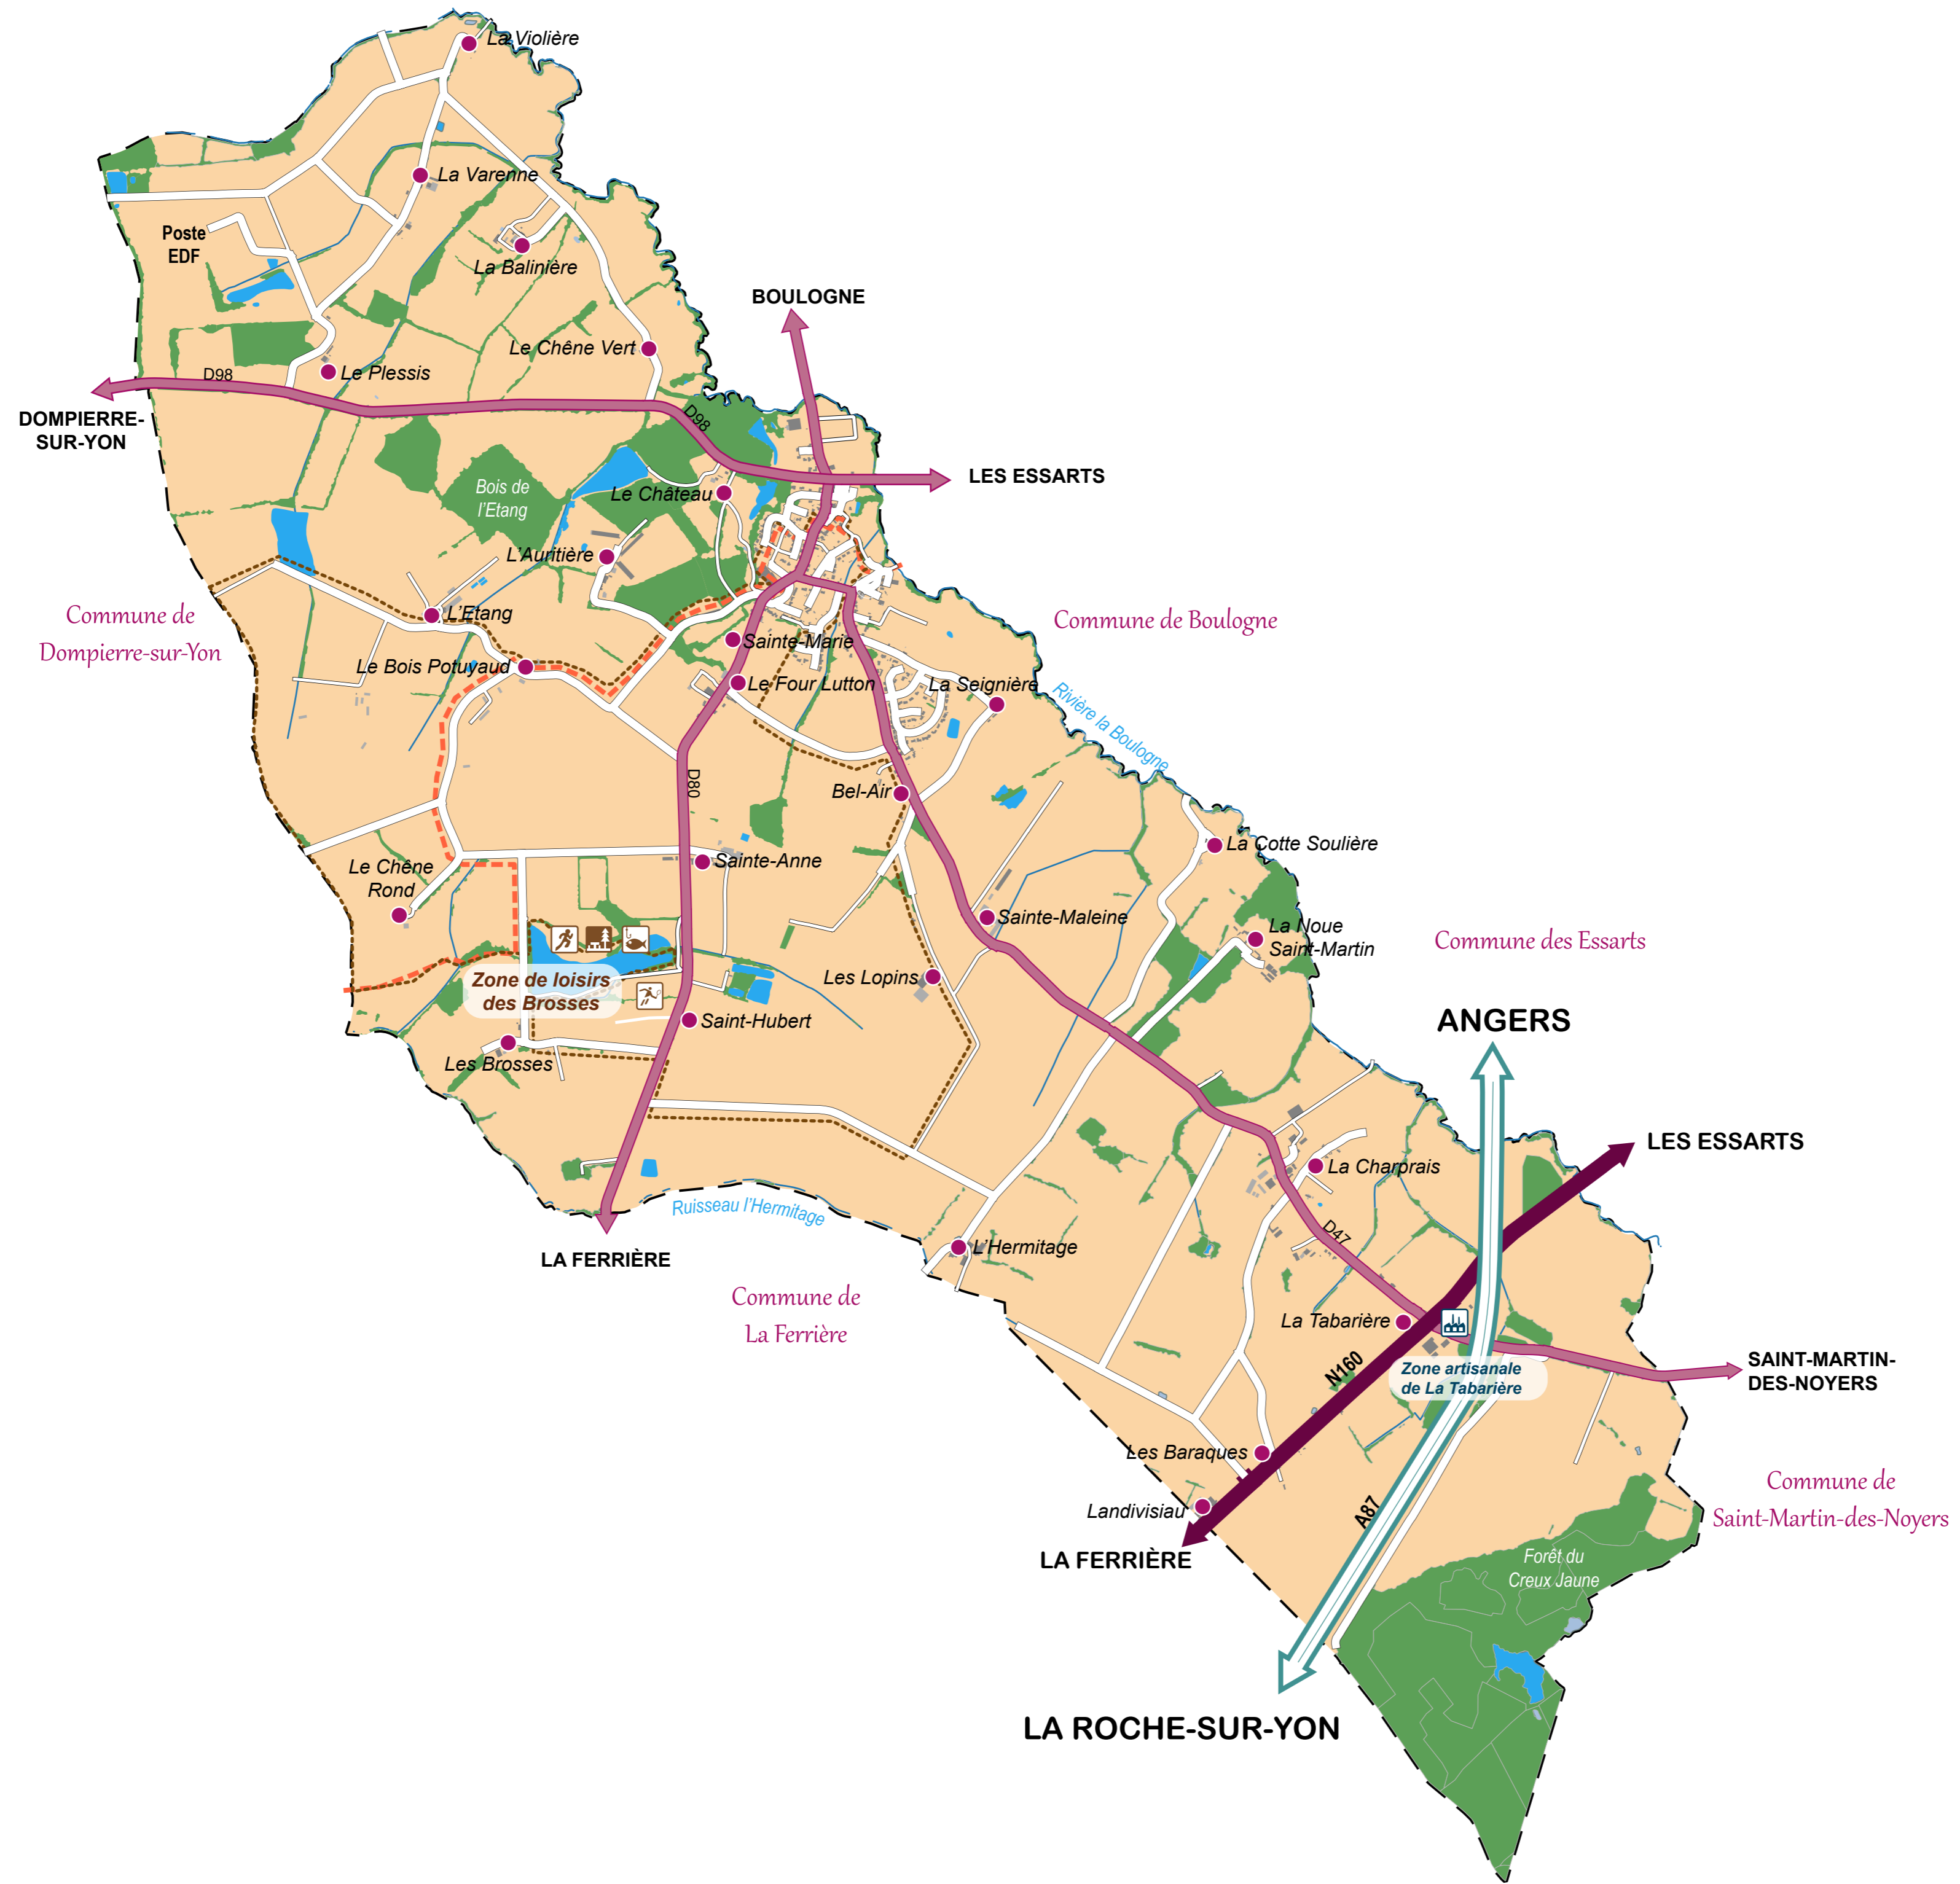 La Violière
La Varenne
Poste
EDF
La Balinière
BOULOGNE
Le Chêne Vert
Le Plessis
D98
DOMPIERRE-
SUR-YON
D98
LES ESSARTS
Bois de
l'Etang
Le Château
L'Auritière
L'Etang
Commune de
Dompierre-sur-Yon
Commune de Boulogne
Sainte-Marie
Le Bois Potuyaud
Le Four Lutton
La Seignière
Rivière la Boulogne
D80
Bel-Air
La Cotte Soulière
Sainte-Anne
Le Chêne
Rond
Sainte-Maleine
La Noue
Saint-Martin
Commune des Essarts
Zone de loisirs
des Brosses
Les Lopins
Saint-Hubert
ANGERS
Les Brosses
LES ESSARTS
La Charprais
Ruisseau l'Hermitage
D47
L'Hermitage
LA FERRIÈRE
Commune de
La Ferrière
La Tabarière
N160
Zone artisanale
de La Tabarière
SAINT-MARTIN-
DES-NOYERS
Les Baraques
Commune de
Saint-Martin-des-Noyers
Landivisiau
A87
LA FERRIÈRE
Forêt du
Creux Jaune
LA ROCHE-SUR-YON